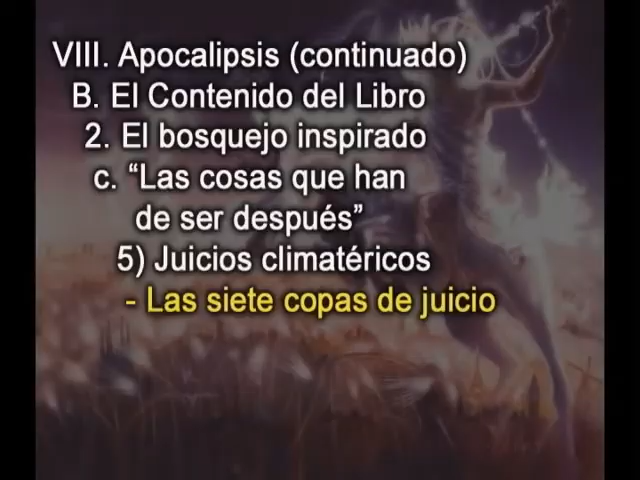 VIII. Apocalipsis (continuado)
B. El Contenido del Libro
2. El bosquejo inspirado
c. “Las cosas que han
de ser después”
5) Juicios climatéricos
- Las siete copas de juicio